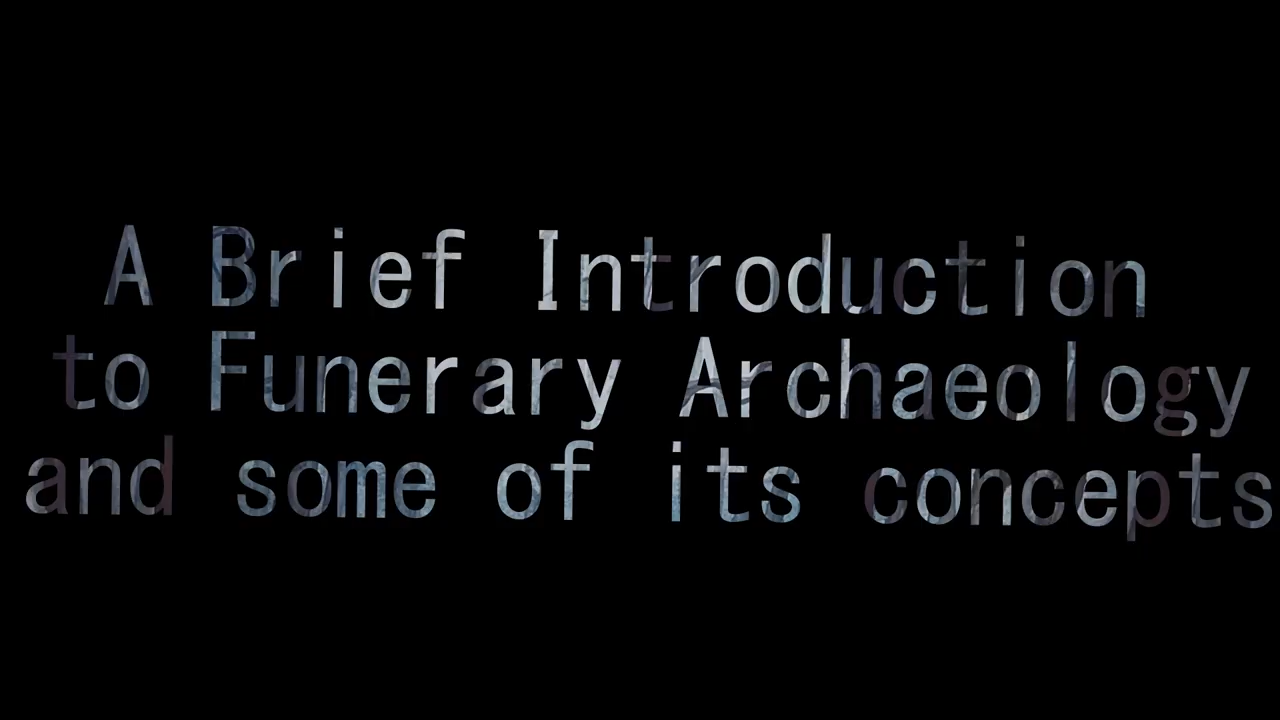 A Brief Introduction
to Funerary Archaeology
and some of its concepts